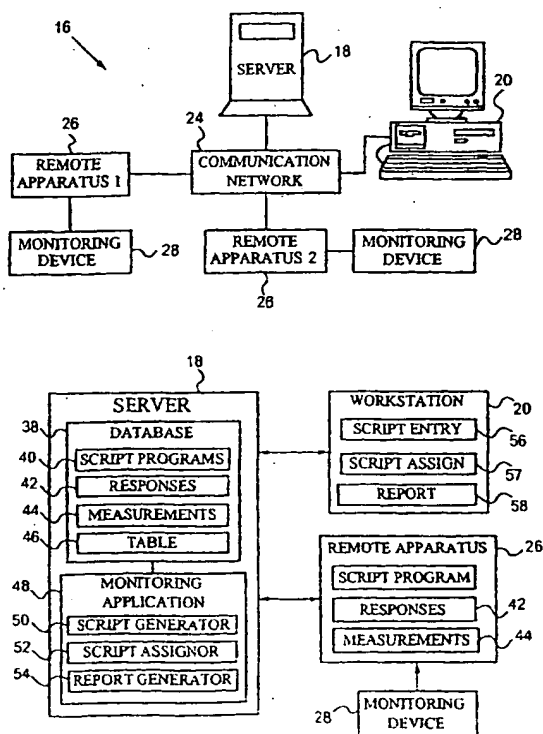 16
SERVER
18
20
26
24
REMOTE
APPARATUS 1
COMMUNICATION
NETWORK
MONITORING
DEVICE
28
REMOTE
APPARATUS 2
26
MONITORING
DEVICE
28
18
SERVER
38
DATABASE
40
SCRIPT PROGRAMS
42
RESPONSES
44
MEASUREMENTS
46
TABLE
48
MONITORING
APPLICATION
50
SCRIPT GENERATOR
52
SCRIPT ASSIGNOR
54
REPORT GENERATOR
WORKSTATION
20
SCRIPT ENTRY
56
SCRIPT ASSIGN
57
REPORT
58
REMOTE APPARATUS
26
SCRIPT PROGRAM
RESPONSES
42
MEASUREMENTS
44
28
MONITORING
DEVICE